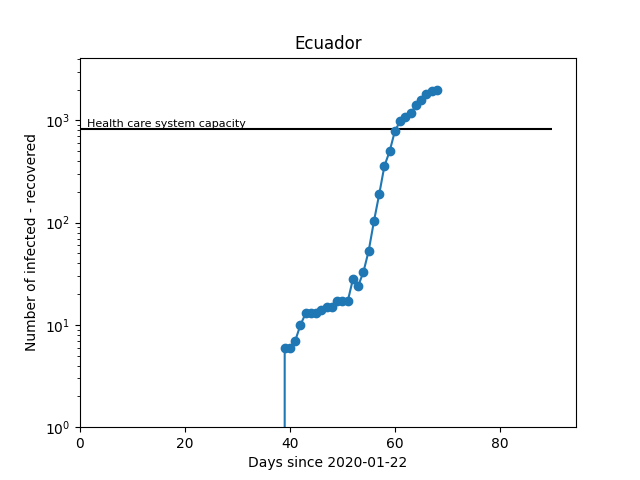 Ecuador
Number of infected - recovered
10³
10²
10¹
10⁰
Health care system capacity
0 20 40 60 80
Days since 2020-01-22